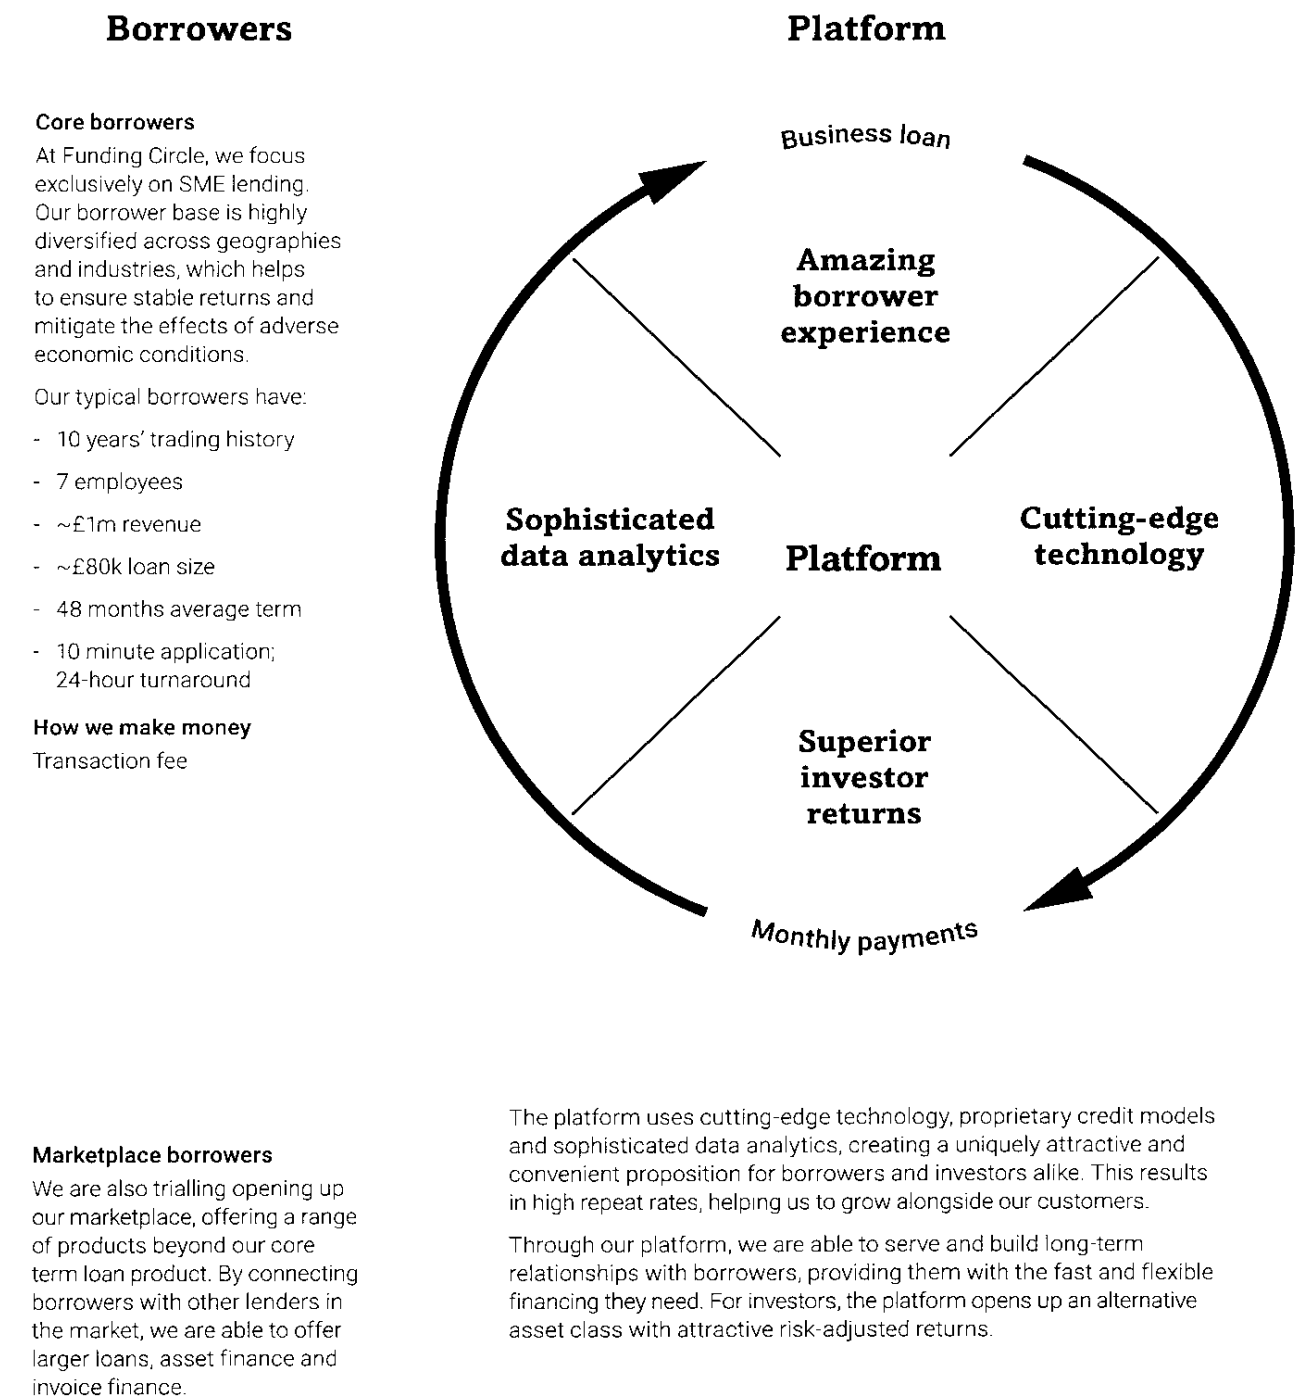 Borrowers
Core borrowers
At Funding Circle, we focus
exclusively on SME lending.
Our borrower base is highly
diversified across geographies
and industries, which helps
to ensure stable returns and
mitigate the effects of adverse
economic conditions.
Our typical borrowers have:
- 10 years' trading history
- 7 employees
- ~£1m revenue
- ~£80k loan size
- 48 months average term
- 10 minute application;
24-hour turnaround
How we make money
Transaction fee
Marketplace borrowers
We are also trialling opening up
our marketplace, offering a range
of products beyond our core
term loan product. By connecting
borrowers with other lenders in
the market, we are able to offer
larger loans, asset finance and
invoice finance.
Platform
Business loan
Amazing
borrower
experience
Sophisticated
data analytics
Platform
Cutting-edge
technology
Superior
investor
returns
Monthly payments
The platform uses cutting-edge technology, proprietary credit models
and sophisticated data analytics, creating a uniquely attractive and
convenient proposition for borrowers and investors alike. This results
in high repeat rates, helping us to grow alongside our customers.
Through our platform, we are able to serve and build long-term
relationships with borrowers, providing them with the fast and flexible
financing they need. For investors, the platform opens up an alternative
asset class with attractive risk-adjusted returns.